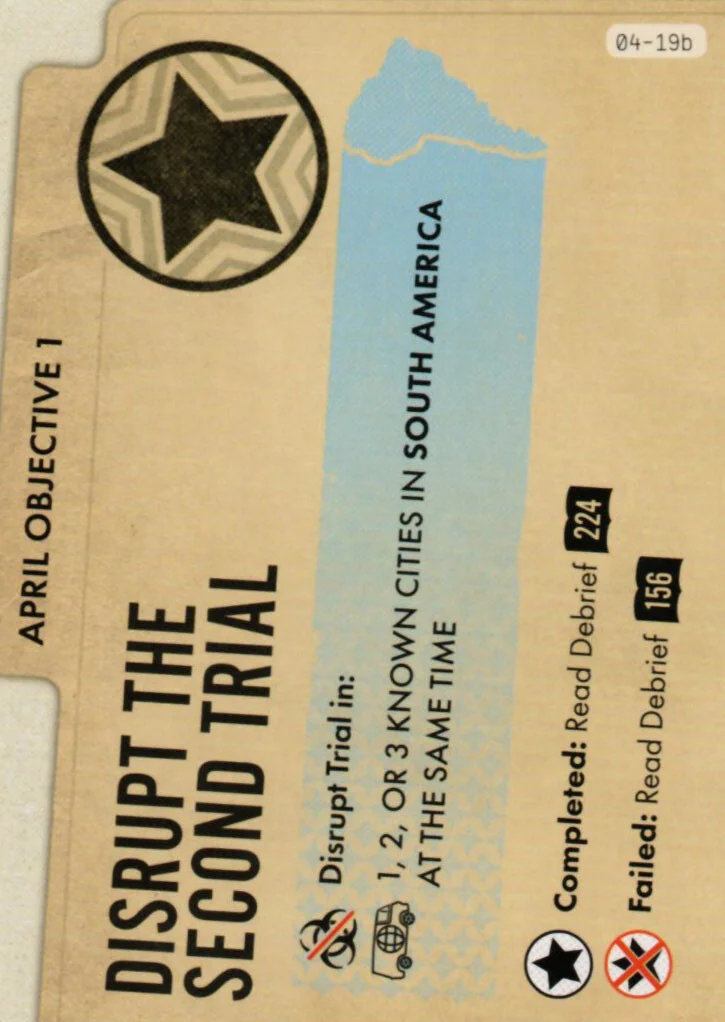 APRIL OBJECTIVE 1
DISRUPT THE
SECOND TRIAL
Disrupt Trial in:
1, 2, OR 3 KNOWN CITIES IN SOUTH AMERICA
AT THE SAME TIME
Completed: Read Debrief 224
Failed: Read Debrief 156
04-19b